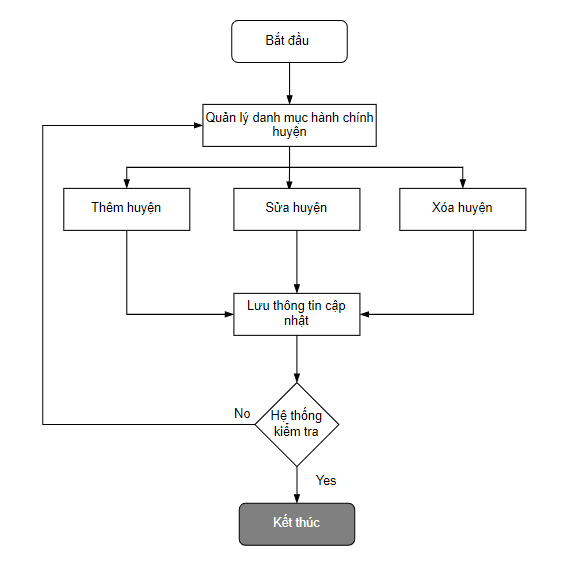 Bắt đầu
Quản lý danh mục hành chính
huyện
Thêm huyện
Sửa huyện
Xóa huyện
Lưu thông tin cập
nhật
No
Hệ thống
kiểm tra
Yes
Kết thúc